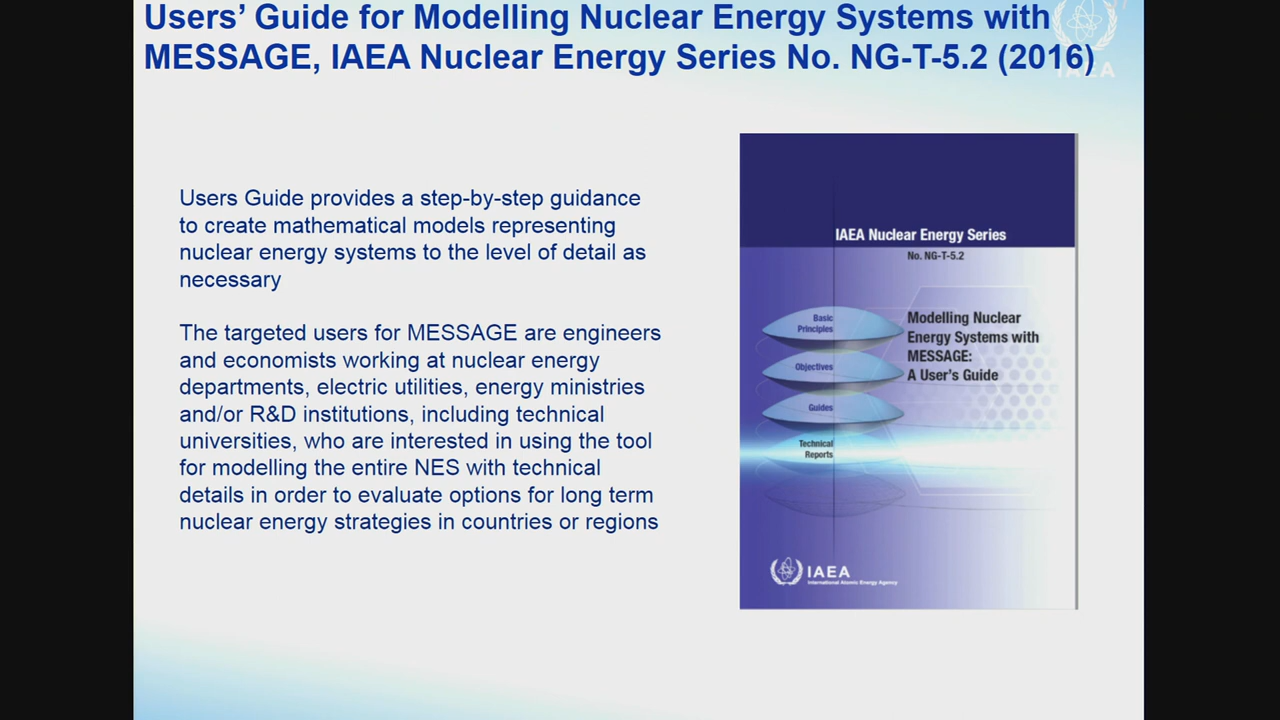 Users’ Guide for Modelling Nuclear Energy Systems with
MESSAGE, IAEA Nuclear Energy Series No. NG-T-5.2 (2016)
IAEA
Users Guide provides a step-by-step guidance
to create mathematical models representing
nuclear energy systems to the level of detail as
necessary
The targeted users for MESSAGE are engineers
and economists working at nuclear energy
departments, electric utilities, energy ministries
and/or R&D institutions, including technical
universities, who are interested in using the tool
for modelling the entire NES with technical
details in order to evaluate options for long term
nuclear energy strategies in countries or regions
IAEA Nuclear Energy Series
No. NG-T-5.2
Basic
Principles
Objectives
Guides
Technical
Reports
Modelling Nuclear
Energy Systems with
MESSAGE:
A User's Guide
IAEA
International Atomic Energy Agency